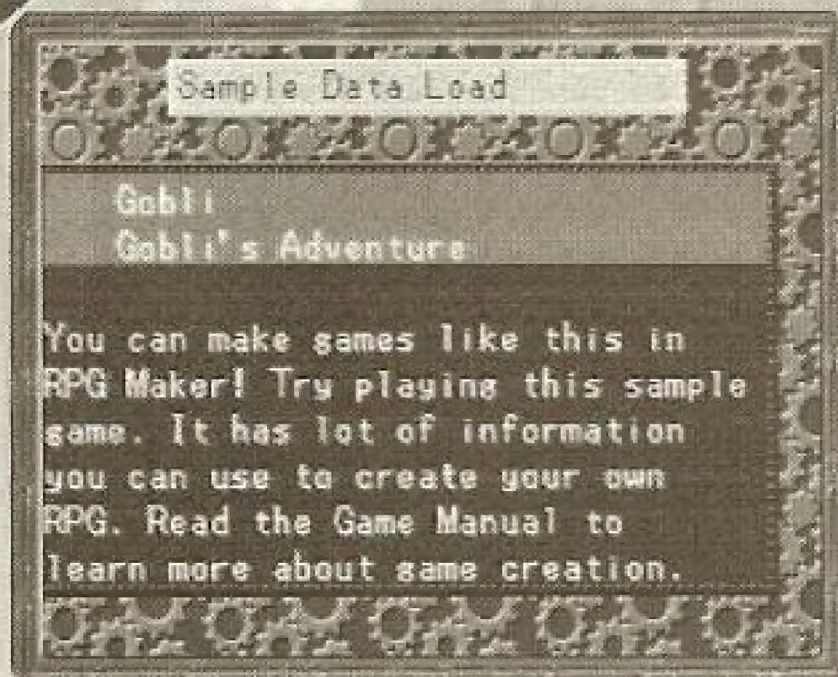 Sample Data Load
Gobli
Gobli's Adventure
You can make games like this in
RPG Maker! Try playing this sample
game. It has lot of information
you can use to create your own
RPG. Read the Game Manual to
learn more about game creation.